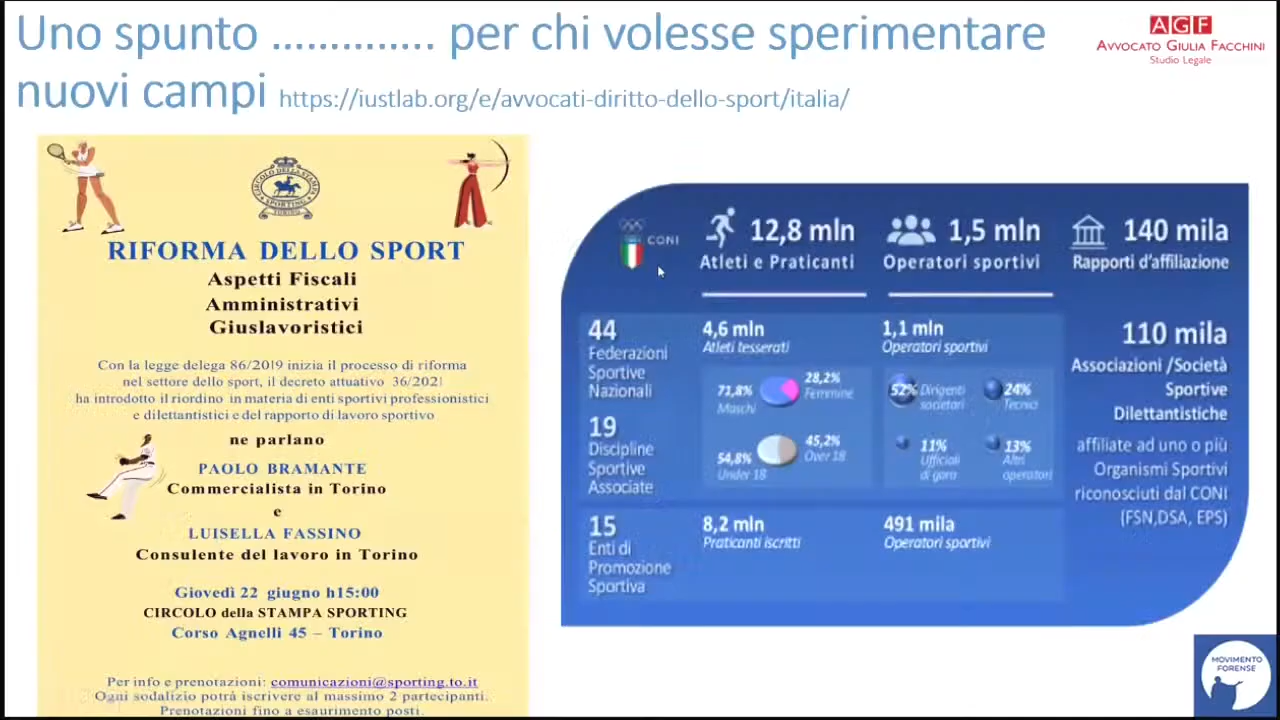 Uno spunto .............. per chi volesse sperimentare
nuovi campi https://iustlab.org/e/avvocati-diritto-dello-sport/italia/
AGF
AVVOCATO GIULIA FACCHINI
Studio Legale
CIRCOLO DELLA STAMPA
SPORTING
TORINO
RIFORMA DELLO SPORT
Aspetti Fiscali
Amministrativi
Giuslavoristici
Con la legge delega 86/2019 inizia il processo di riforma
nel settore dello sport, il decreto attuativo 36/2021
ha introdotto il riordino in materia di enti sportivi professionistici
e dilettantistici e del rapporto di lavoro sportivo
ne parlano
PAOLO BRAMANTE
Commercialista in Torino
e
LUISELLA FASSINO
Consulente del lavoro in Torino
Giovedì 22 giugno h15:00
CIRCOLO della STAMPA SPORTING
Corso Agnelli 45 – Torino
Per info e prenotazioni: comunicazioni@sporting.to.it
Ogni sodalizio potrà iscrivere al massimo 2 partecipanti.
Prenotazioni fino a esaurimento posti.
CONI
12,8 mln
Atleti e Praticanti
1,5 mln
Operatori sportivi
140 mila
Rapporti d'affiliazione
44
Federazioni
Sportive
Nazionali
4,6 mln
Atleti tesserati
71,8%
Maschi
28,2%
Femmine
54,8%
Under 18
45,2%
Over 18
1,1 mln
Operatori sportivi
52% Dirigenti
societari
24%
Tecnici
11%
Ufficiali
di gara
13%
Altri
operatori
19
Discipline
Sportive
Associate
15
Enti di
Promozione
Sportiva
8,2 mln
Praticanti iscritti
491 mila
Operatori sportivi
110 mila
Associazioni /Società
Sportive
Dilettantistiche
affiliate ad uno o più
Organismi Sportivi
riconosciuti dal CONI
(FSN,DSA, EPS)
MOVIMENTO
FORENSE